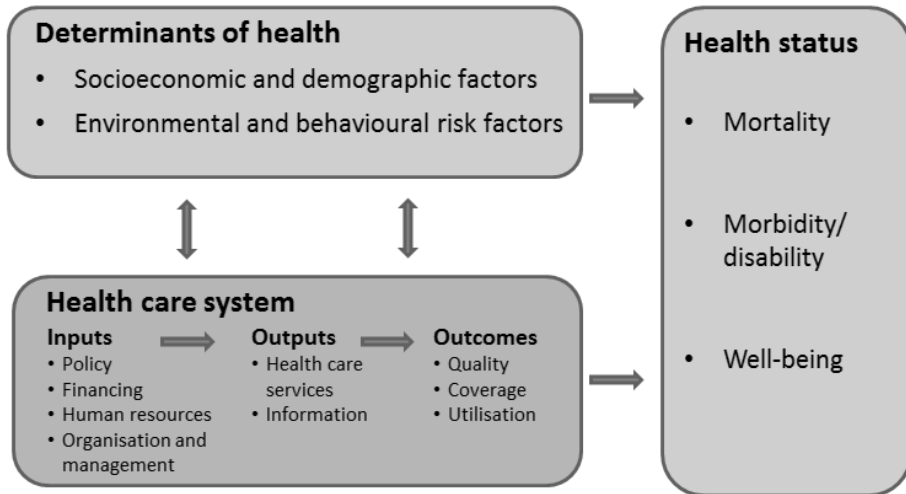 Determinants of health
• Socioeconomic and demographic factors
• Environmental and behavioural risk factors
Health care system
Inputs
• Policy
• Financing
• Human resources
• Organisation and
management
Outputs
• Health care
services
• Information
Outcomes
• Quality
• Coverage
• Utilisation
Health status
• Mortality
• Morbidity/
disability
• Well-being